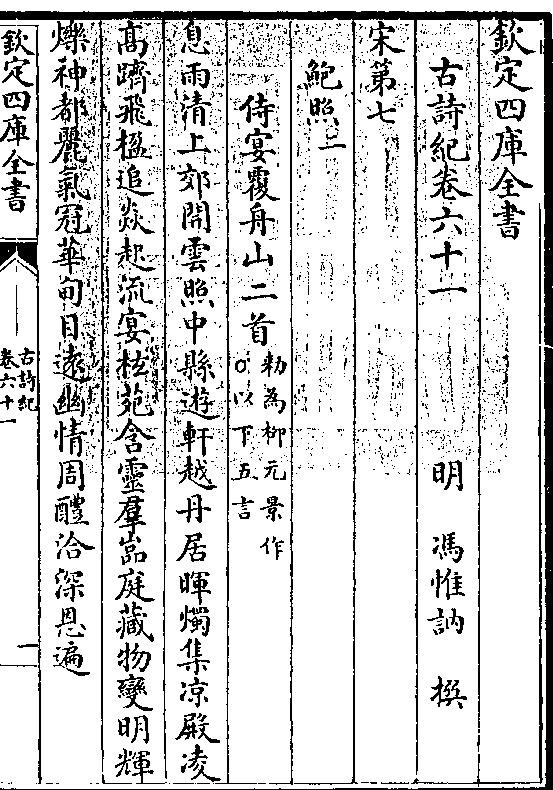 欽定四庫全書
古詩紀卷六十一　明　馮惟訥　撰
宋第七
鮑照二
侍宴覆舟山二首
勅為柳元景作
○以下五言
息雨清上郊開雲照中縣遊軒越丹居暉燭集凉殿凌
高躋飛楹追焱起流宴枉苑含靈羣嵓庭藏物變明輝
爍神都麗氣冠華甸目遠幽情周醴洽深恩遍
欽定四庫全書
古詩紀
卷六十一
一